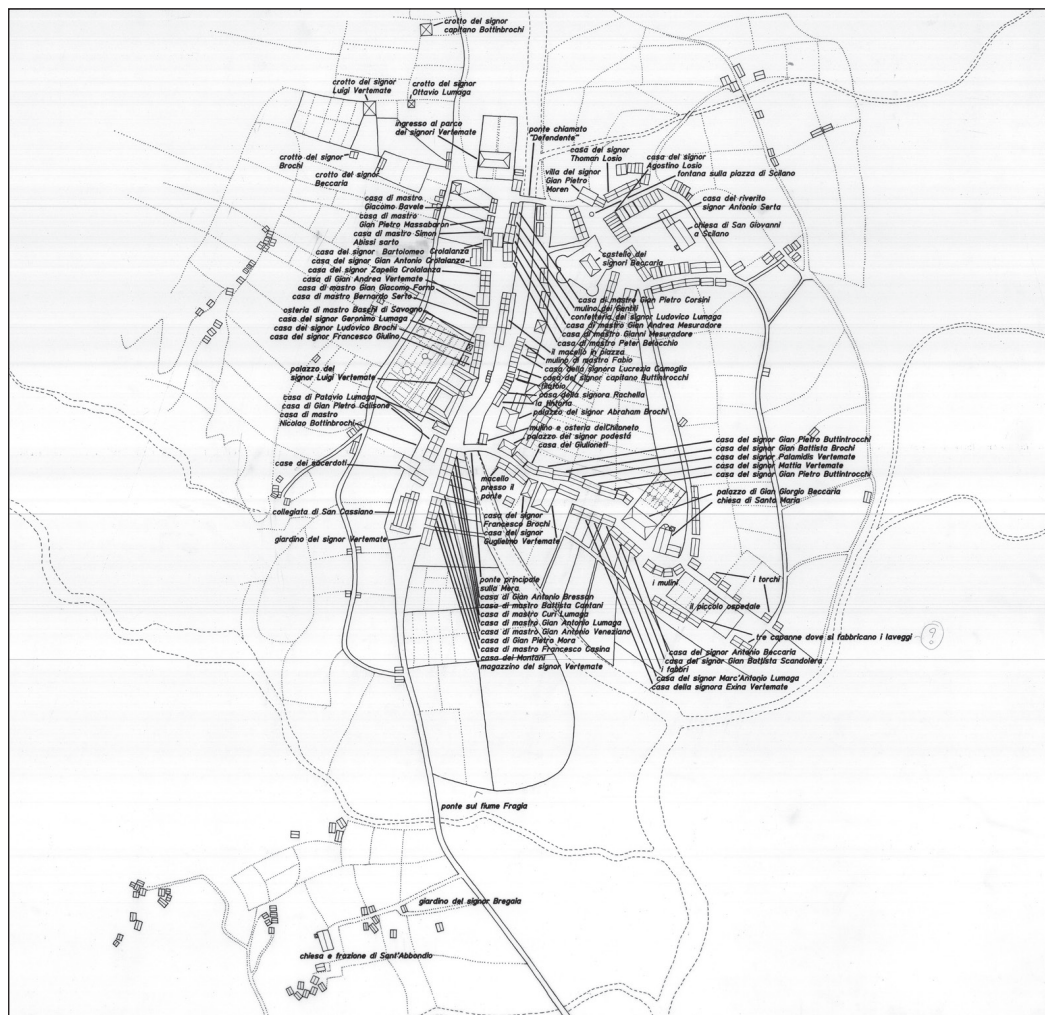 crotto del signor
capitano Bottinbrochi
crotto del signor
Luigi Vertemate
crotto del signor
Ottavio Lumaga
ingresso al parco
dei signori Vertemate
crotto del signor
Brochi
crotto del signor
Beccaria
ponte chiamato
"Defendente"
casa del signor
Thoman Losio
villa del signor
Gian Pietro
Moren
casa del signor
Agostino Losio
fontana sulla piazza di Scilano
casa del riverito
signor Antonio Serta
chiesa di San Giovanni
a Scilano
castello dei
signori Beccaria
casa di mastro
Giacomo Bavele
casa di mastro
Gian Pietro Massabaron
casa di mastro Simon
Abissi sarto
casa del signor Bartolomeo Crolalanza
casa del signor Gian Antonio Crolalanza
casa del signor Zapella Crolalanza
casa di Gian Andrea Vertemate
casa di mastro Gian Giacomo Forno
casa di mastro Bernardo Serto
osteria di mastro Baschi di Savogno
casa del signor Geronimo Lumaga
casa del signor Ludovico Brochi
casa del signor Francesco Giulino
palazzo del
signor Luigi Vertemate
casa di Palavio Lumaga
casa di Gian Pietro Galisone
casa di mastro
Nicolao Bottinbrochi
case dei sacerdoti
collegiata di San Cassiano
giardino del signor Vertemate
casa di mastro Gian Pietro Corsini
mulino dei Gentli
confetteria del signor Ludovico Lumaga
casa di mastro Gian Andrea Mesuradore
casa di mastro Gianni Mesuradore
casa di mastro Peter Belocchio
il macello in piazza
mulino di mastro Fabio
casa della signora Lucrezia Camoglia
casa del signor capitano Buttintrocchi
filatoio
casa della signora Rachella
la tintoria
palazzo del signor Abraham Brochi
mulino e osteria del Chiloneto
palazzo del signor podestà
casa dei Giulioneti
macello
presso il
ponte
casa del signor
Francesco Brochi
casa del signor
Guglielmo Vertemate
casa del signor Gian Pietro Buttintrocchi
casa del signor Gian Battista Brochi
casa del signor Palamidis Vertemate
casa del signor Mattia Vertemate
casa del signor Gian Pietro Buttintrocchi
palazzo di Gian Giorgio Beccaria
chiesa di Santa Maria
i mulini
i torchi
il piccolo ospedale
tre capanne dove si fabbricano i laveggi
casa del signor Antonio Beccaria
casa del signor Gian Battista Scandolera
i fabbri
casa del signor Marc'Antonio Lumaga
casa della signora Exina Vertemate
ponte principale
sulla Mera
casa di Gian Antonio Bressan
casa di mastro Battista Cantani
casa di mastro Curi Lumaga
casa di mastro Gian Antonio Lumaga
casa di mastro Gian Antonio Veneziano
casa di Gian Pietro Mora
casa di mastro Francesco Casina
casa dei Montani
magazzino del signor Vertemate
ponte sul fiume Fragia
giardino del signor Bregaia
chiesa e frazione di Sant'Abbondio